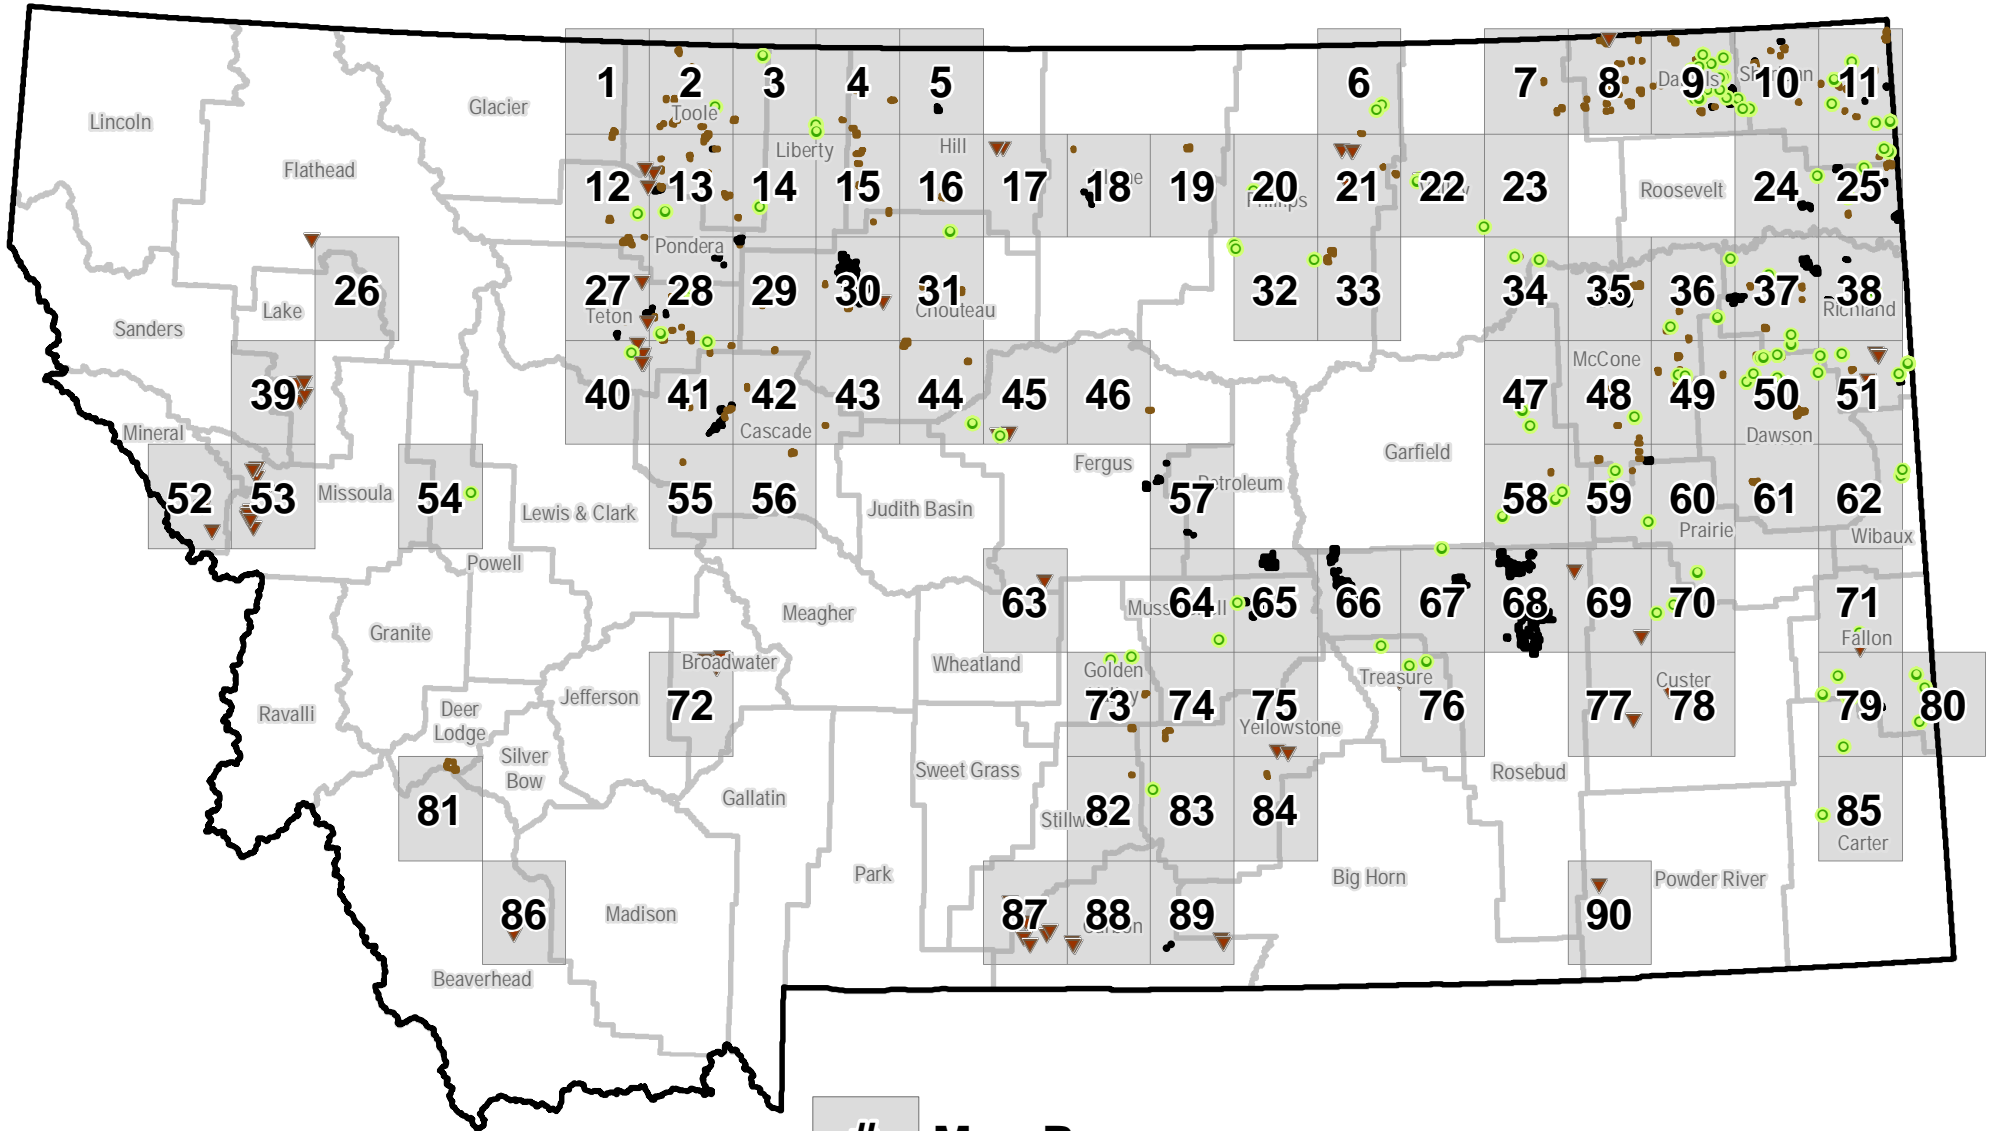 1 2 3 4 5 6 7 8 9 10 11
Lincoln Glacier Toole
Liberty Hill
Flathead 12 13 14 15 16 17 18 19 20 21 22 23 Roosevelt 24 25
Pondera
26 27 28 29 30 31 32 33 34 35 36 37 38
Lake Teton Chouteau Richland
Sanders
McCone
39 40 41 42 43 44 45 46 47 48 49 50 51
Mineral Cascade Dawson
Fergus Garfield
52 53 Missoula 54 55 56 57 58 59 60 61 62
Lewis & Clark Judith Basin Prairie
Wibaux
Powell
63 64 65 66 67 68 69 70 71
Granite Meagher Fallon
Broadwater Wheatland Golden
Treasure Custer
Jefferson 72 73 74 75 76 77 78 79 80
Ravalli Deer
Lodge Yellowstone
Silver
Bow Sweet Grass Rosebud
Gallatin
81 82 83 84 85
Carter
Park Big Horn Powder River
86 Madison 87 88 89 90
Beaverhead
#